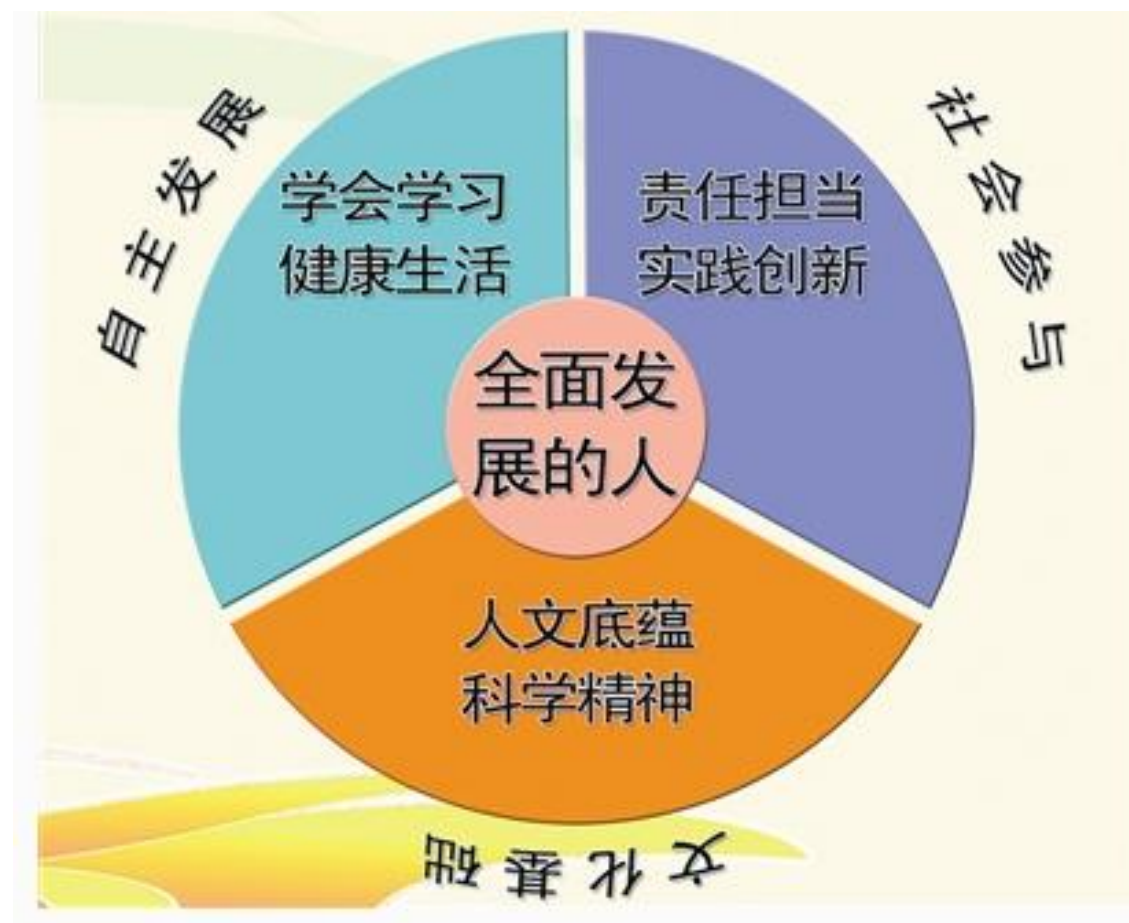 自主发展
学会学习
健康生活
社会参与
责任担当
实践创新
全面发
展的人
人文底蕴
科学精神
文化基础